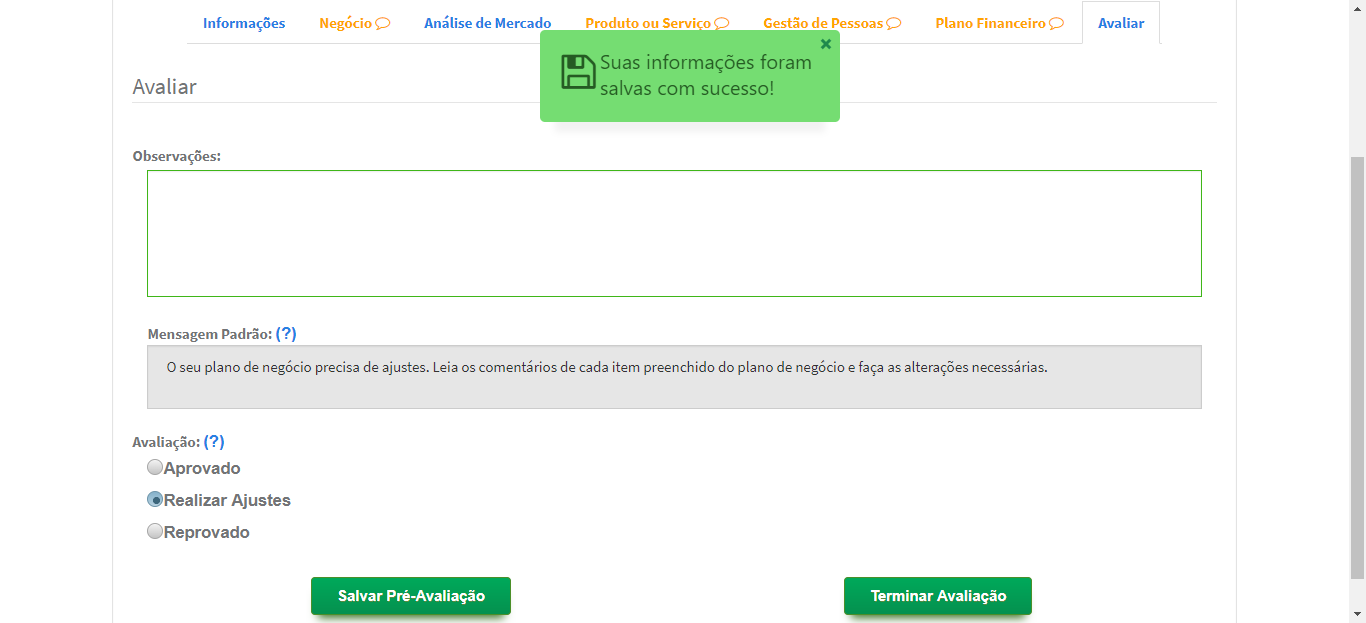 Informações Negócio Análise de Mercado Produto ou Serviço Gestão de Pessoas Plano Financeiro Avaliar
×
Suas informações foram
salvas com sucesso!
Avaliar
Observações:
Mensagem Padrão: (?)
O seu plano de negócio precisa de ajustes. Leia os comentários de cada item preenchido do plano de negócio e faça as alterações necessárias.
Avaliação: (?)
Aprovado
Realizar Ajustes
Reprovado
Salvar Pré-Avaliação Terminar Avaliação